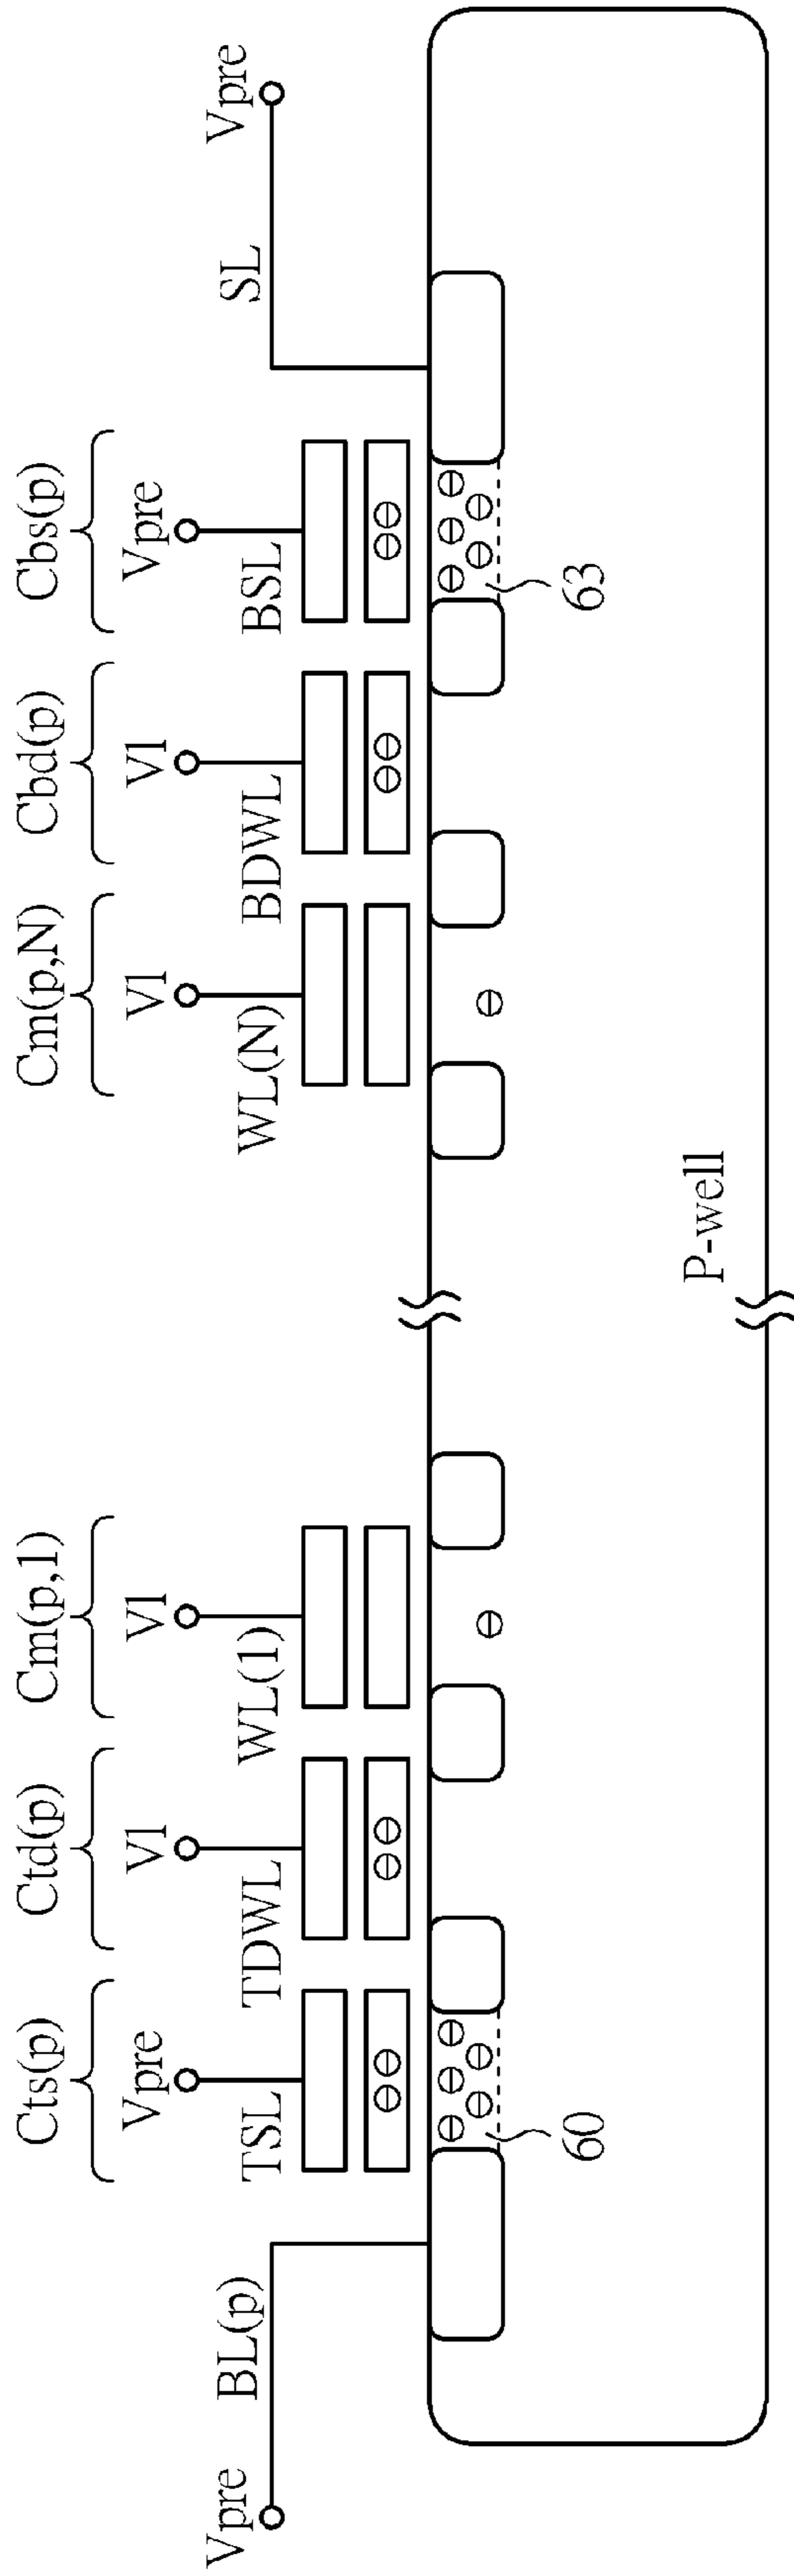 Cts(p)
Ctd(p)
Cm(p,1)
Cm(p,N)
Cbd(p)
Cbs(p)
Vpre
V1
V1
V1
V1
Vpre
Vpre
BL(p)
TSL
TDWL
WL(1)
WL(N)
BDWL
BSL
SL
Vpre
60
63
P-well